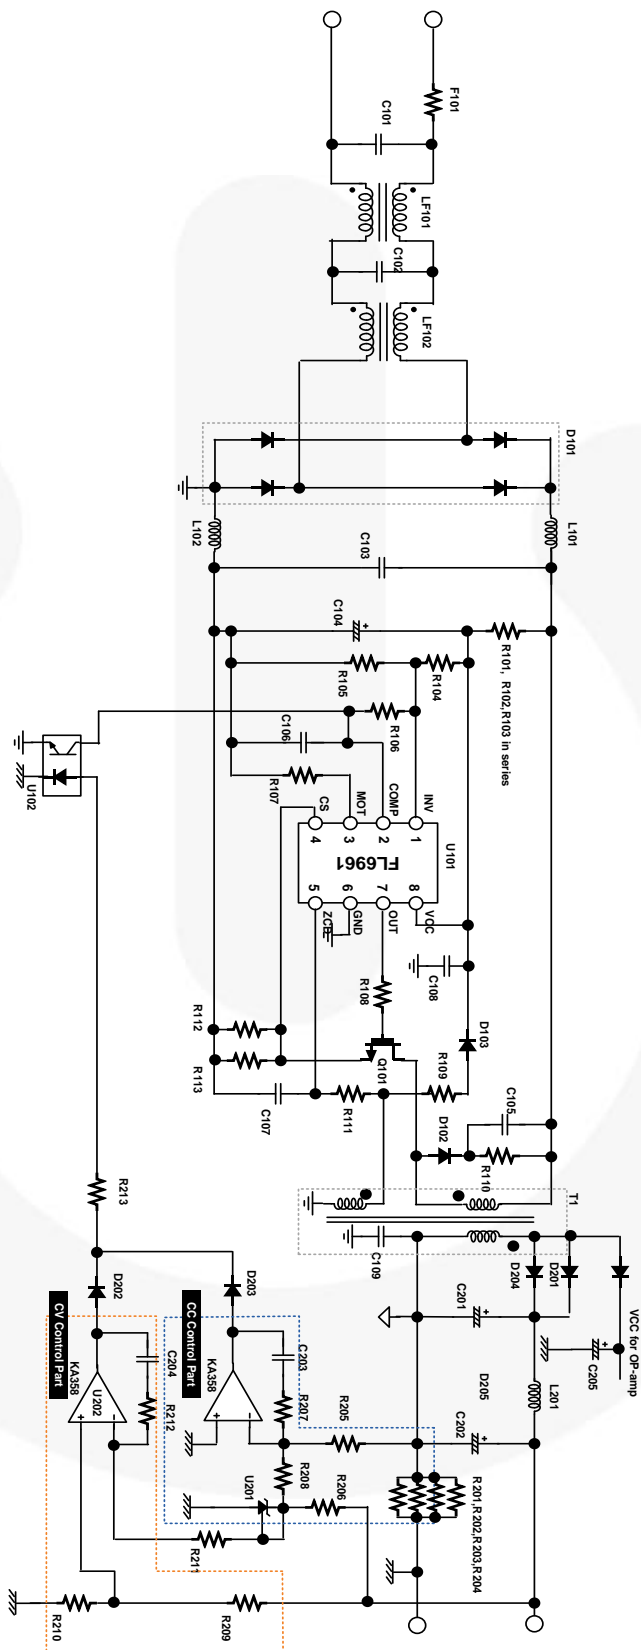 F101
C101
LF101
C102
LF102
D101
L101
L102
C103
C104
+
R101, R102,R103 in series
R104
R105
R106
C106
R107
U102
INV
COMP
MOT
CS
1
2
3
4
U101
FL6961
8
7
6
5
VCC
OUT
GND
ZCD
C108
R108
D103
R109
Q101
R112
R113
C107
R111
D102
C105
R110
T1
C109
R213
D204
D201
C201
+
VCC for OP-amp
C205
+
D205
L201
C202
+
D202
D203
CV Control Part
CC Control Part
KA358
U202
+
-
C204
R212
KA358
+
-
C203
R207
R205
R208
R206
U201
R211
R201,R202,R203,R204
R209
R210